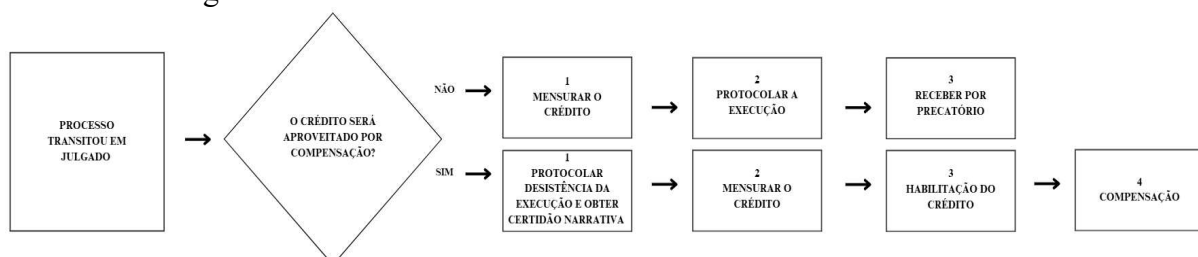 g
PROCESSO
TRANSITOU EM
JULGADO
O CRÉDITO SERÁ
APROVEITADO POR
COMPENSAÇÃO?
NÃO
1
MENSURAR O
CRÉDITO
2
PROTOCOLAR A
EXECUÇÃO
3
RECEBER POR
PRECATÓRIO
SIM
1
PROTOCOLAR
DESISTÊNCIA DA
EXECUÇÃO E OBTER
CERTIDÃO NARRATIVA
2
MENSURAR O
CRÉDITO
3
HABILITAÇÃO DO
CRÉDITO
4
COMPENSAÇÃO